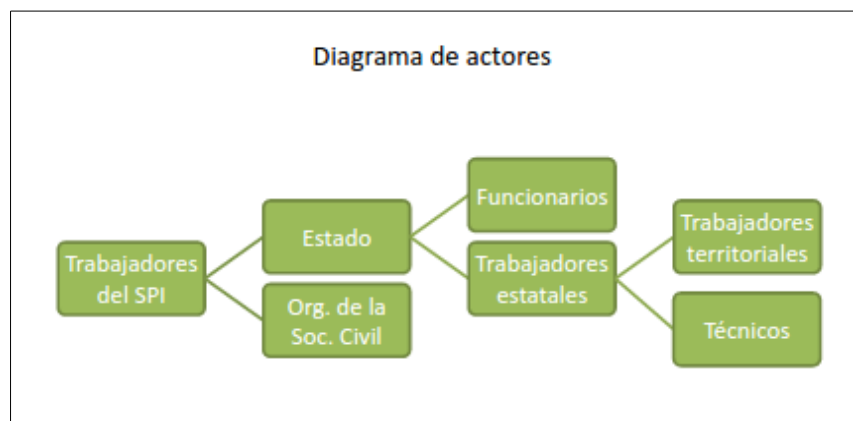 Diagrama de actores
Trabajadores
del SPI
Estado
Org. de la
Soc. Civil
Funcionarios
Trabajadores
estatales
Trabajadores
territoriales
Técnicos